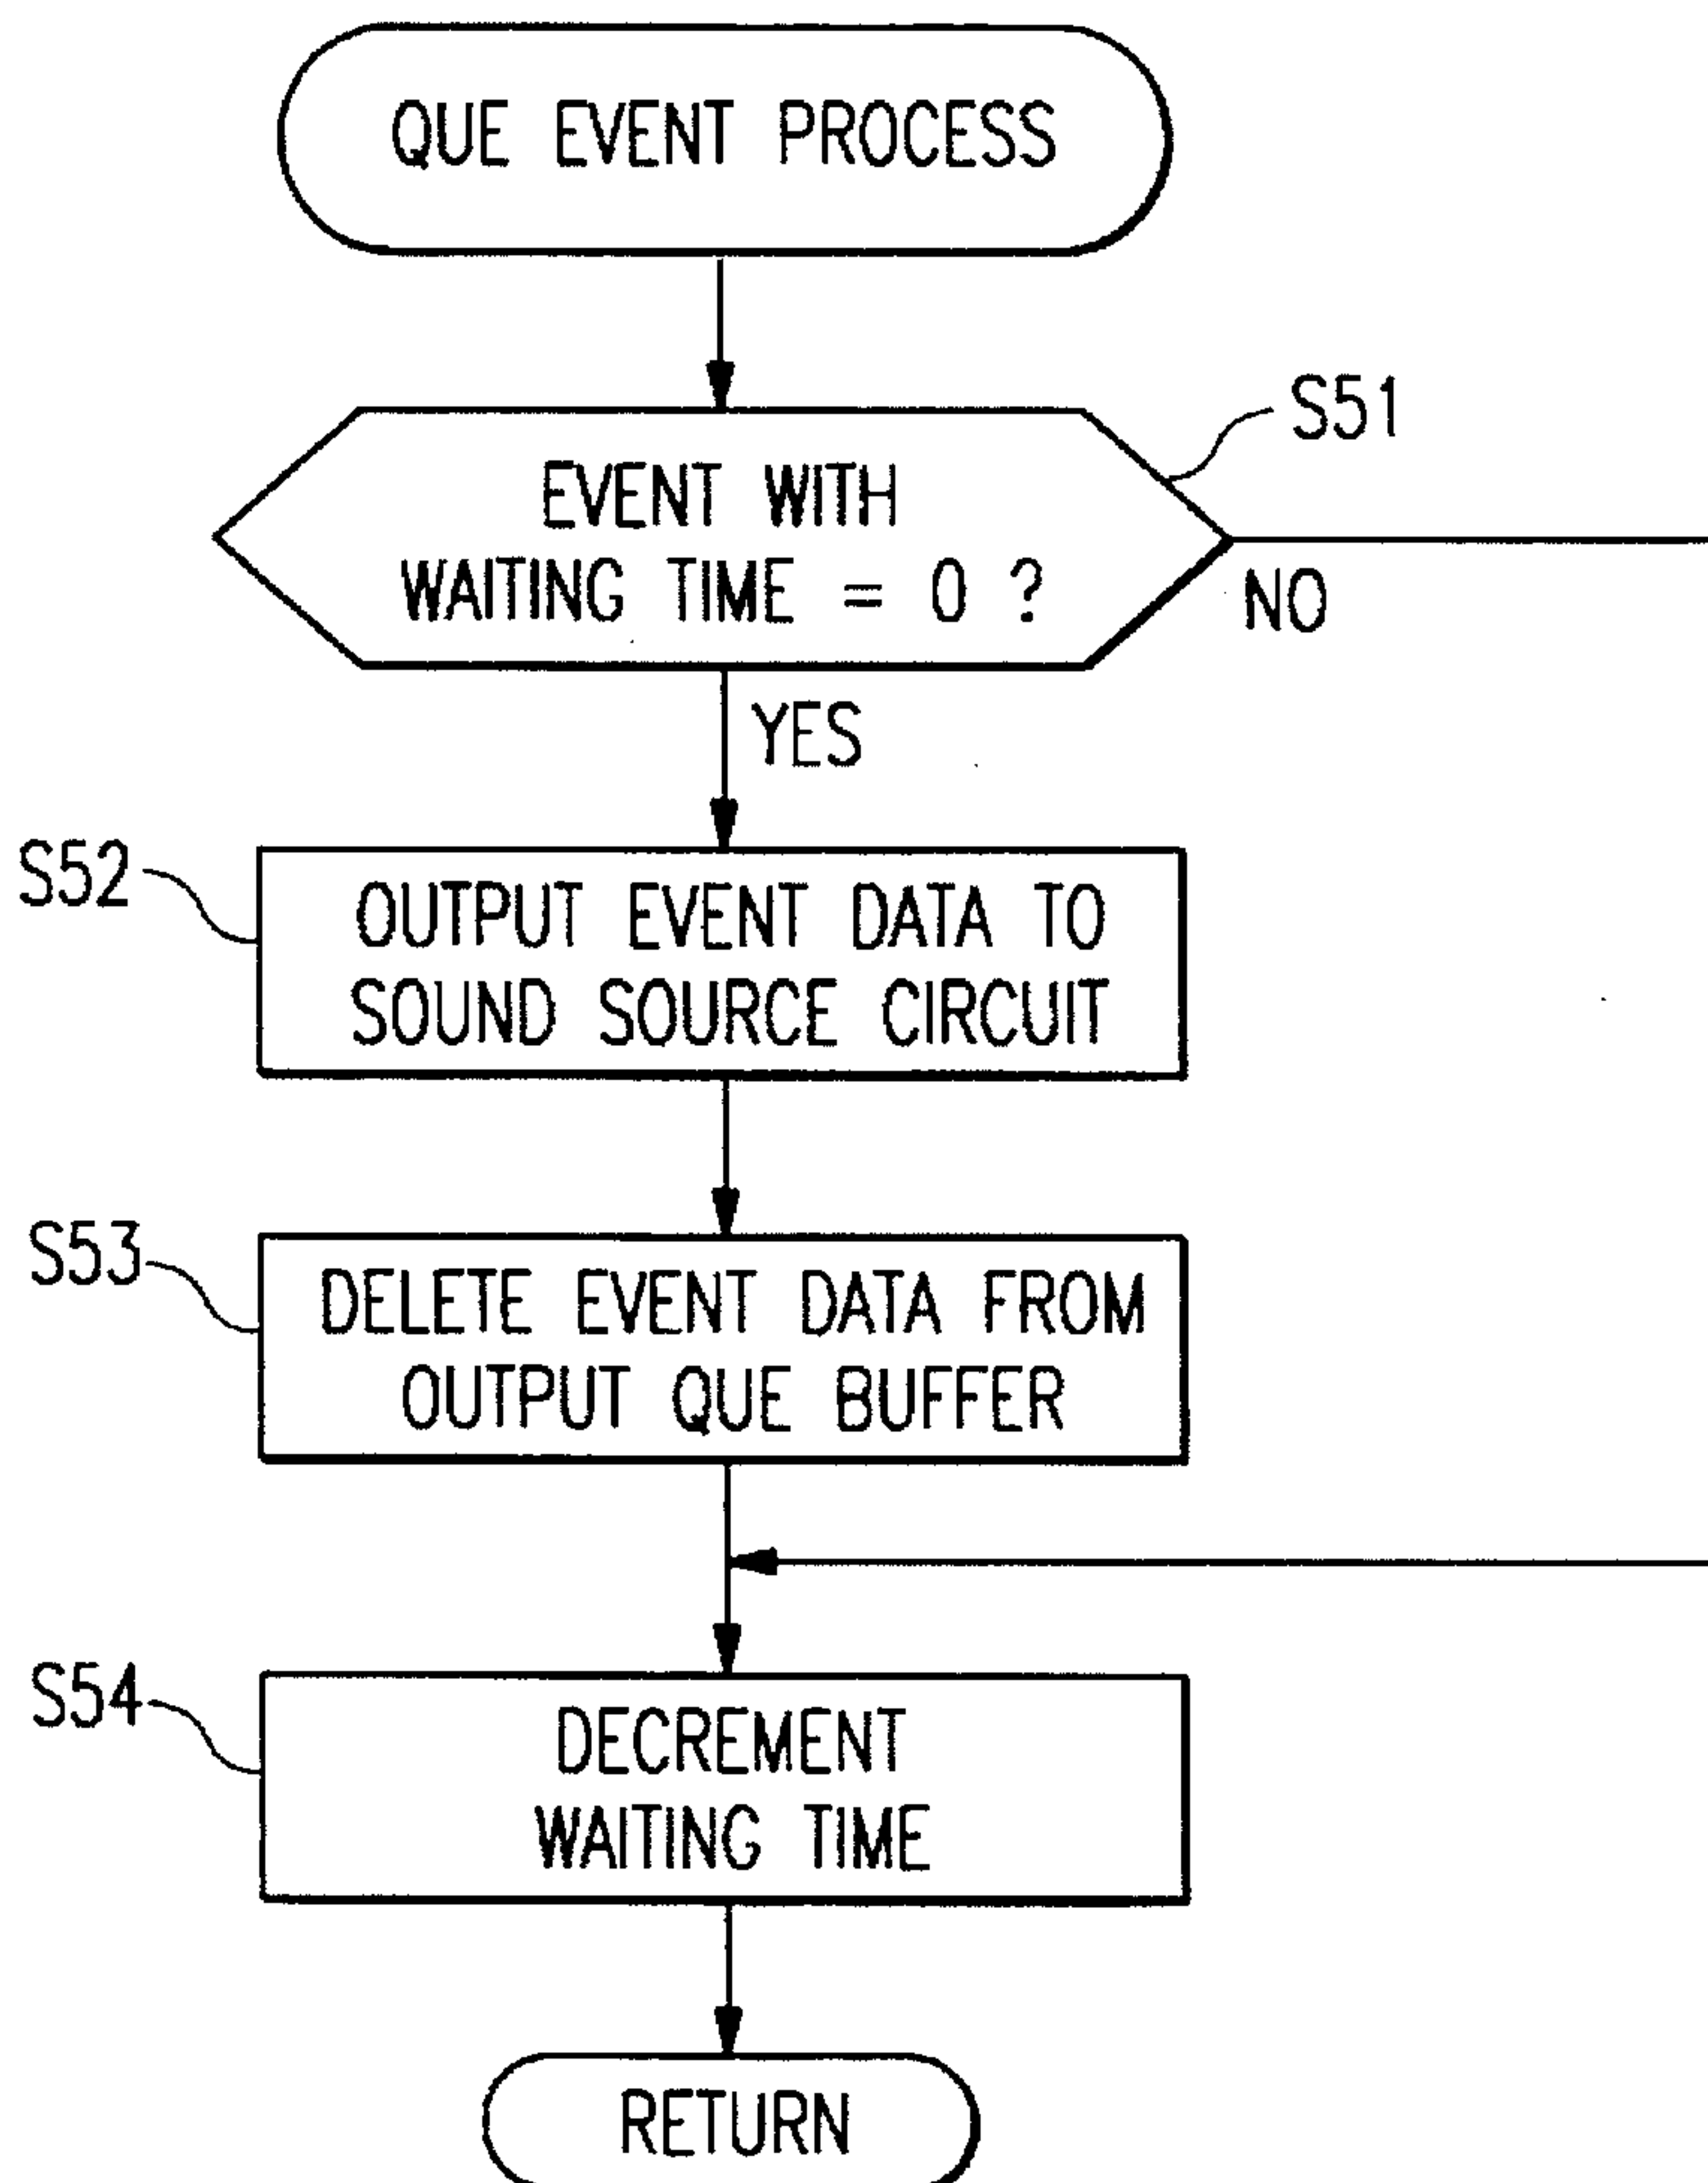 QUE EVENT PROCESS
S51
EVENT WITH
WAITING TIME = 0 ?
NO
YES
S52
OUTPUT EVENT DATA TO
SOUND SOURCE CIRCUIT
S53
DELETE EVENT DATA FROM
OUTPUT QUE BUFFER
S54
DECREMENT
WAITING TIME
RETURN